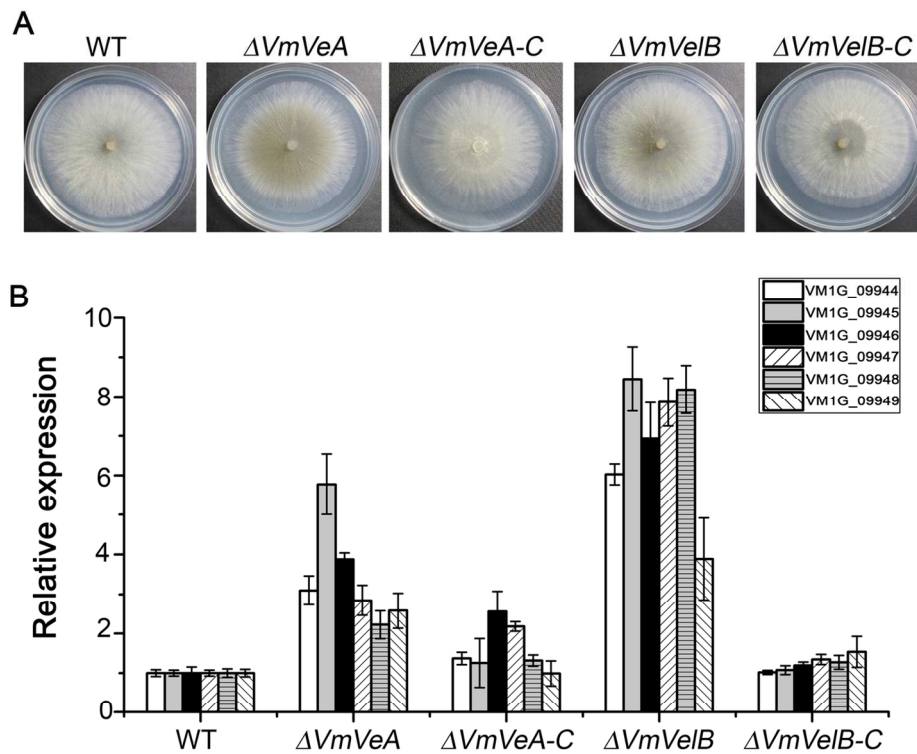 A
WT
ΔVmVeA
ΔVmVeA-C
ΔVmVelB
ΔVmVelB-C
B
VM1G_09944
VM1G_09945
VM1G_09946
VM1G_09947
VM1G_09948
VM1G_09949
Relative expression
10
8
6
4
2
0
WT
ΔVmVeA
ΔVmVeA-C
ΔVmVelB
ΔVmVelB-C